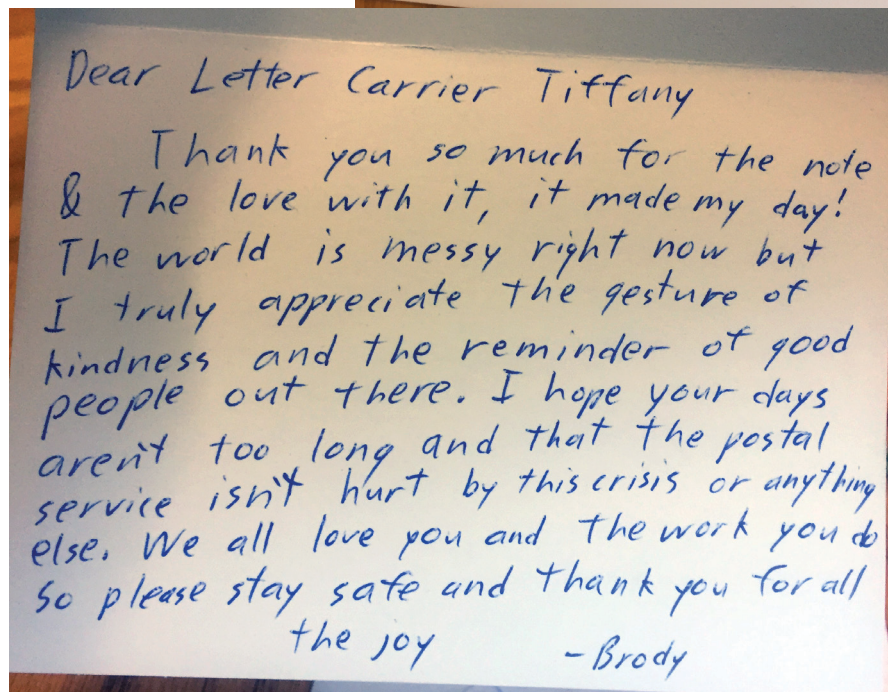 Dear Letter Carrier Tiffany
Thank you so much for the note
& the love with it, it made my day!
The world is messy right now but
I truly appreciate the gesture of
kindness and the reminder of good
people out there. I hope your days
aren't too long and that the postal
service isn't hurt by this crisis or anything
else. We all love you and the work you do
So please stay safe and thank you for all
the joy
-Brody